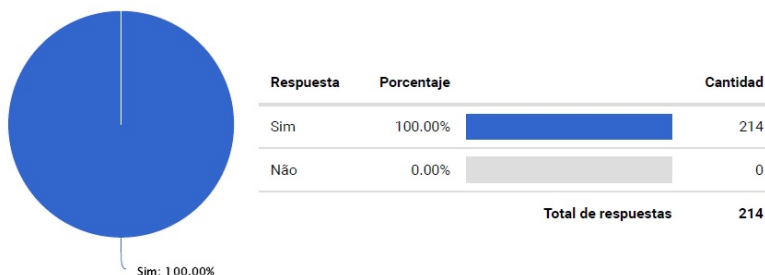 Respuesta Porcentaje Cantidad
Sim 100.00% 214
Não 0.00% 0
Total de respuestas 214
Sim: 100.00%